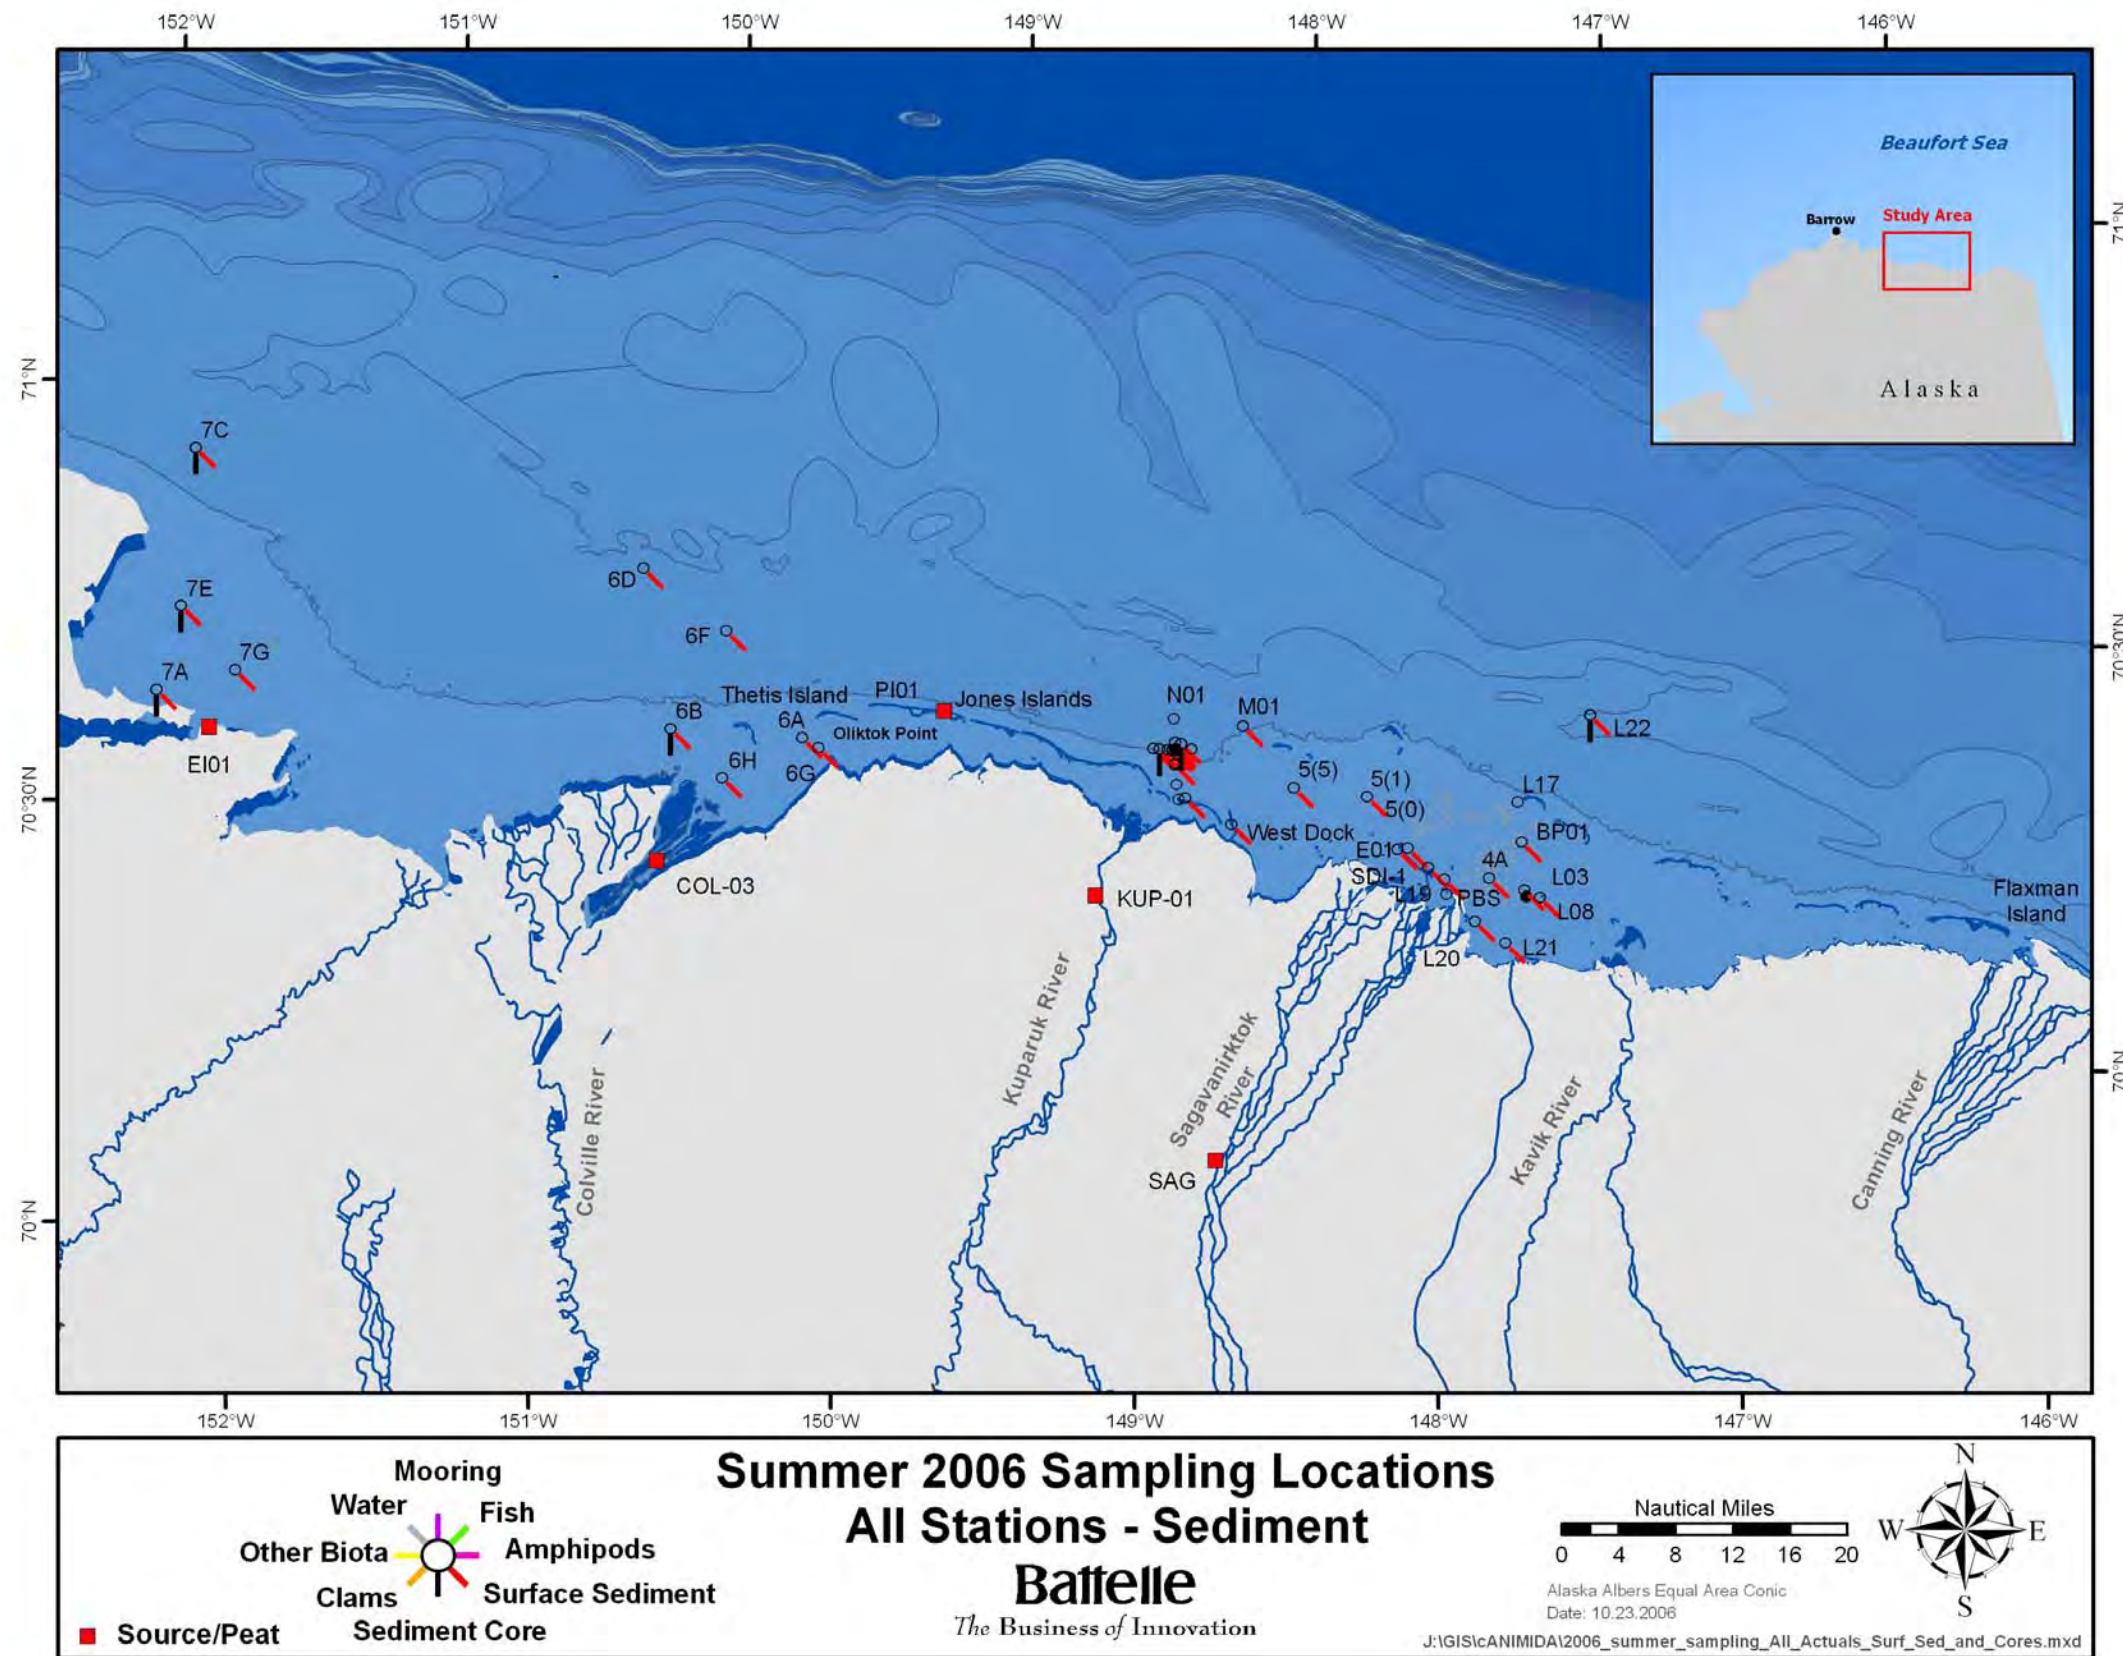 152°W 151°W 150°W 149°W 148°W 147°W 146°W
Beaufort Sea
Barrow
Study Area
Alaska
71°N
71°N
7C
7E
6D
6F
7G
7A
70°30'N
Thetis Island
PI01
Jones Islands
N01
M01
6B
6A
Oliktok Point
L22
EI01
6H
6G
5(5)
5(1)
5(0)
L17
70°30'N
West Dock
BP01
E01
4A
SDI-1
L03
COL-03
KUP-01
L19
PBS
L08
Flaxman
Island
L20
L21
Kuparuk River
Sagavanirktok
River
Colville River
Kavik River
Canning River
70°N
SAG
70°N
152°W 151°W 150°W 149°W 148°W 147°W 146°W
Mooring
Water
Fish
Other Biota
Amphipods
Clams
Surface Sediment
Sediment Core
Source/Peat
Summer 2006 Sampling Locations
All Stations - Sediment
Battelle
The Business of Innovation
Nautical Miles
0 4 8 12 16 20
Alaska Albers Equal Area Conic
Date: 10.23.2006
N
W
E
S
J:\GIS\cANIMIDA\2006_summer_sampling_All_Actuals_Surf_Sed_and_Cores.mxd